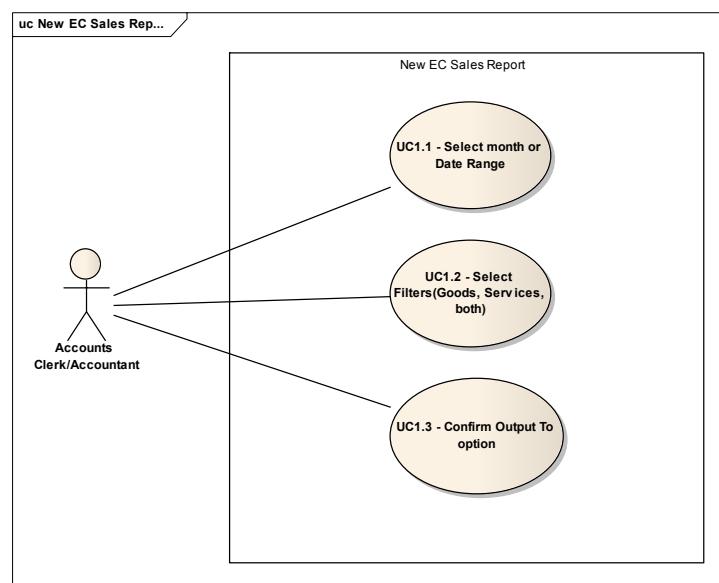 uc New EC Sales Rep...
New EC Sales Report
UC1.1 - Select month or
Date Range
UC1.2 - Select
Filters(Goods, Services,
both)
Accounts
Clerk/Accountant
UC1.3 - Confirm Output To
option